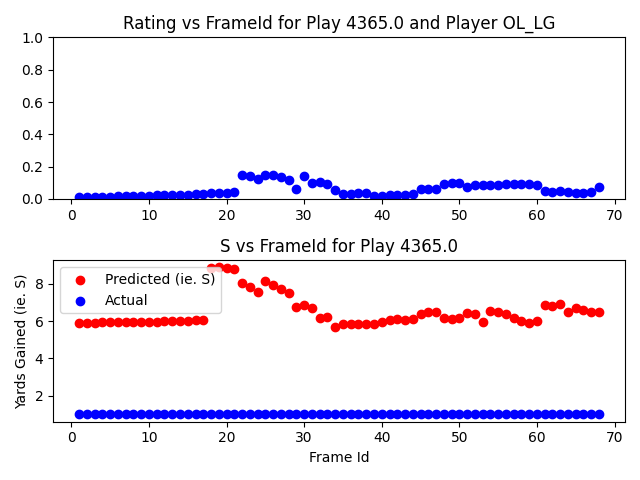 Rating vs FrameId for Play 4365.0 and Player OL_LG
1.0
0.8
0.6
0.4
0.2
0.0
0 10 20 30 40 50 60 70
S vs FrameId for Play 4365.0
Yards Gained (ie. S)
8
6
4
2
Predicted (ie. S)
Actual
0 10 20 30 40 50 60 70
Frame Id